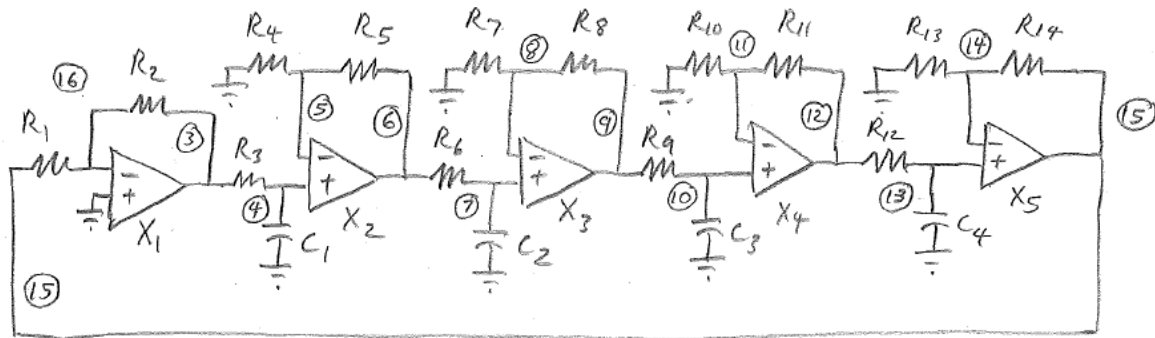 R4 R5 R7 8 R8 R10 11 R11 R13 14 R14
16 R2
R1 3 5 6 9 12 15
R3 R6 R9 R12
- + - + - + - + - +
4 7 10 13
X1 X2 X3 X4 X5
C1 C2 C3 C4
15